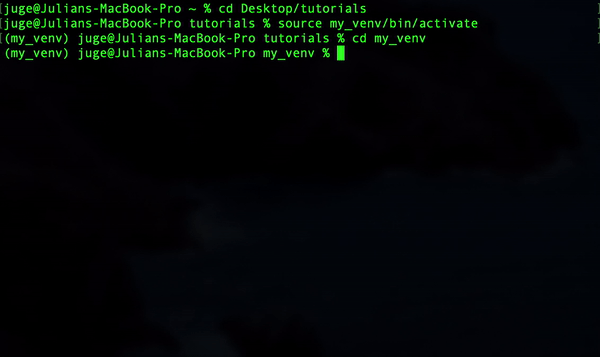 [juge@Julians-MacBook-Pro ~ % cd Desktop/tutorials ]
[juge@Julians-MacBook-Pro tutorials % source my_venv/bin/activate ]
[(my_venv) juge@Julians-MacBook-Pro tutorials % cd my_venv ]
(my_venv) juge@Julians-MacBook-Pro my_venv %